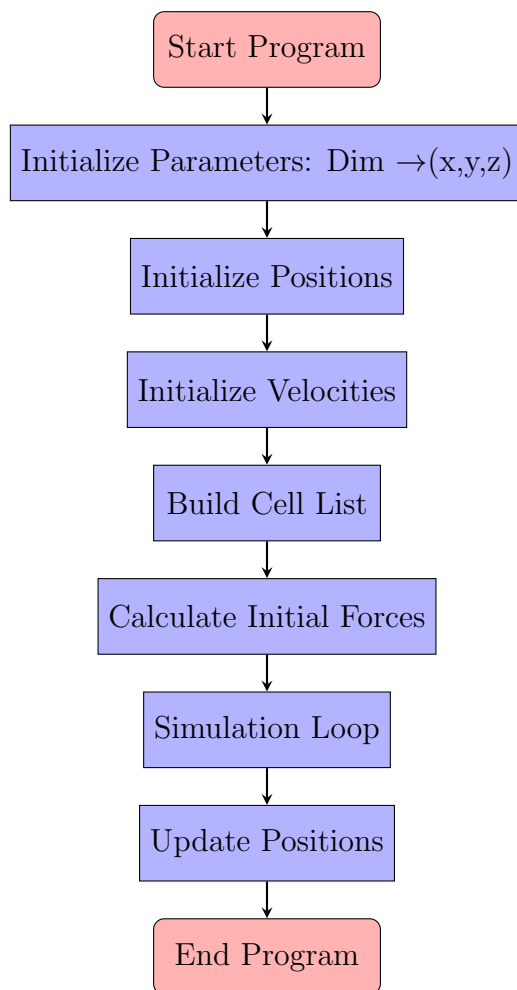 Start Program
Initialize Parameters: Dim →(x,y,z)
Initialize Positions
Initialize Velocities
Build Cell List
Calculate Initial Forces
Simulation Loop
Update Positions
End Program